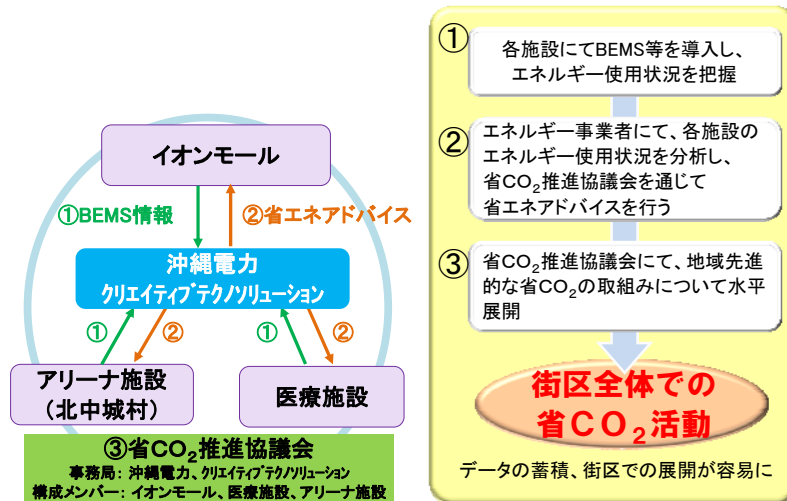 イオンモール
①BEMS情報
②省エネアドバイス
沖縄電力
クリエイティブテクノソリューション
①
②
①
②
アリーナ施設
（北中城村）
医療施設
③省CO₂推進協議会
事務局：沖縄電力、クリエイティブテクノソリューション
構成メンバー：イオンモール、医療施設、アリーナ施設
①
各施設にてBEMS等を導入し、
エネルギー使用状況を把握
②
エネルギー事業者にて、各施設の
エネルギー使用状況を分析し、
省CO₂推進協議会を通じて
省エネアドバイスを行う
③
省CO₂推進協議会にて、地域先進
的な省CO₂の取組みについて水平
展開
街区全体での
省CO₂活動
データの蓄積、街区での展開が容易に